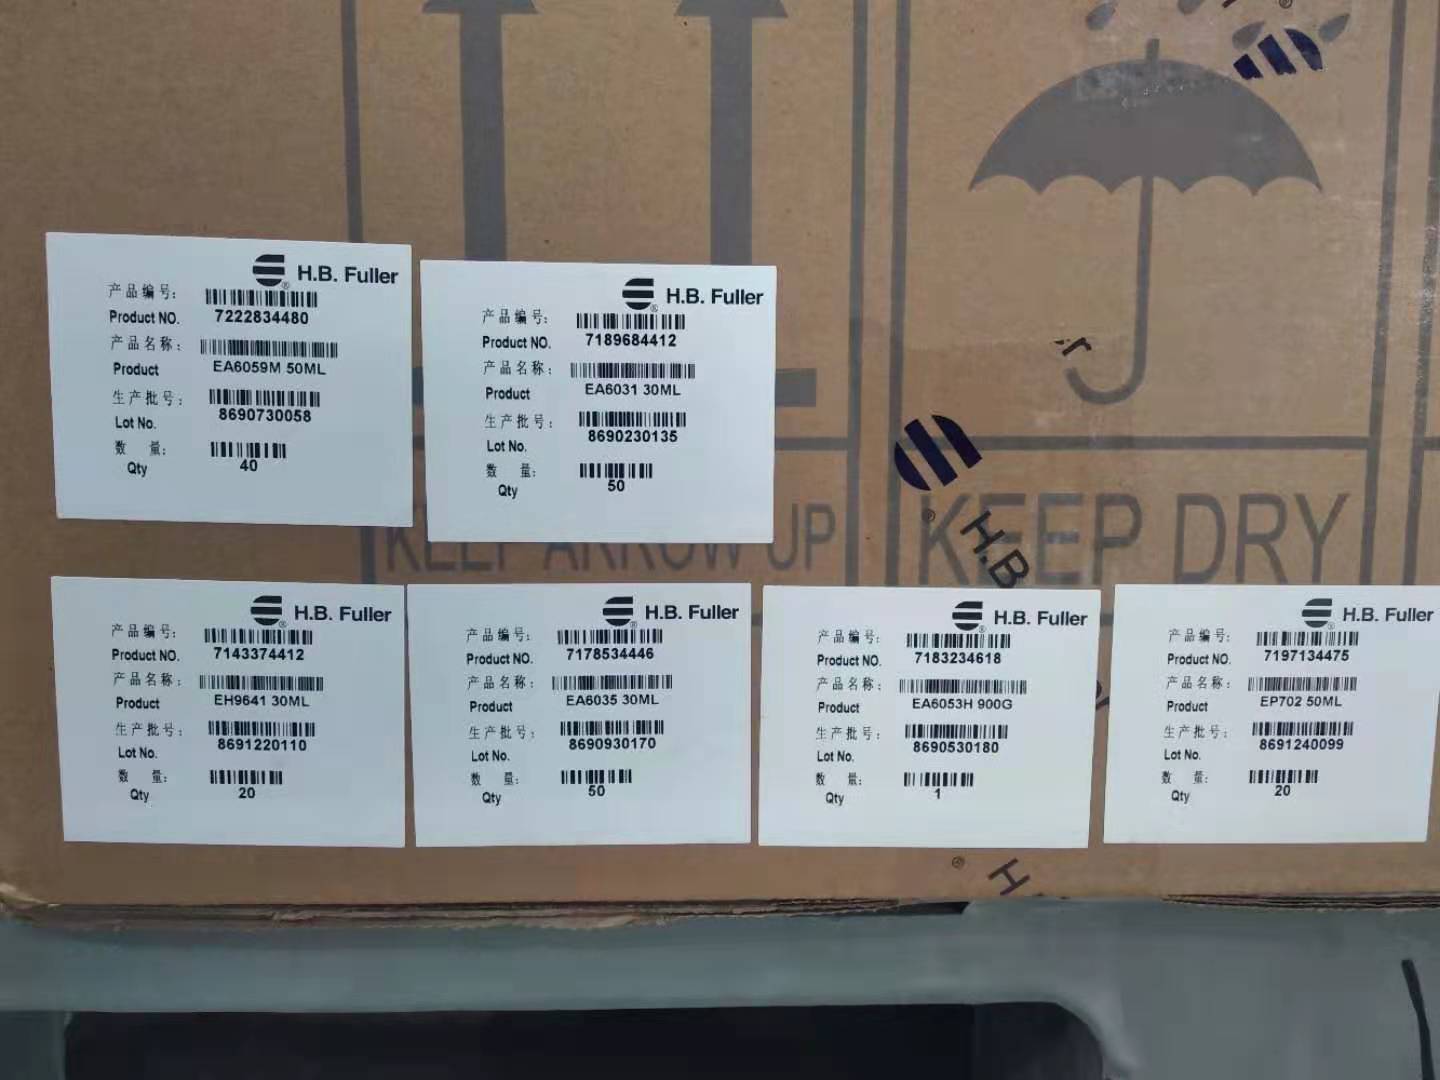 H.B. Fuller
产品编号:
Product NO. 7222834480
产品名称:
Product EA6059M 50ML
生产批号:
Lot No. 8690730058
数 量:
Qty 40
H.B. Fuller
产品编号:
Product NO. 7189684412
产品名称:
Product EA6031 30ML
生产批号:
Lot No. 8690230135
数 量:
Qty 50
KEEP ARROW UP
KEEP DRY
H.B
H.B. Fuller
产品编号:
Product NO. 7143374412
产品名称:
Product EH9641 30ML
生产批号:
Lot No. 8691220110
数 量:
Qty 20
H.B. Fuller
产品编号:
Product NO. 7178534446
产品名称:
Product EA6035 30ML
生产批号:
Lot No. 8690930170
数 量:
Qty 50
H.B. Fuller
产品编号:
Product NO. 7183234618
产品名称:
Product EA6053H 900G
生产批号:
Lot No. 8690530180
数 量:
Qty 1
H.B. Fuller
产品编号:
Product NO. 7197134475
产品名称:
Product EP702 50ML
生产批号:
Lot No. 8691240099
数 量:
Qty 20
H